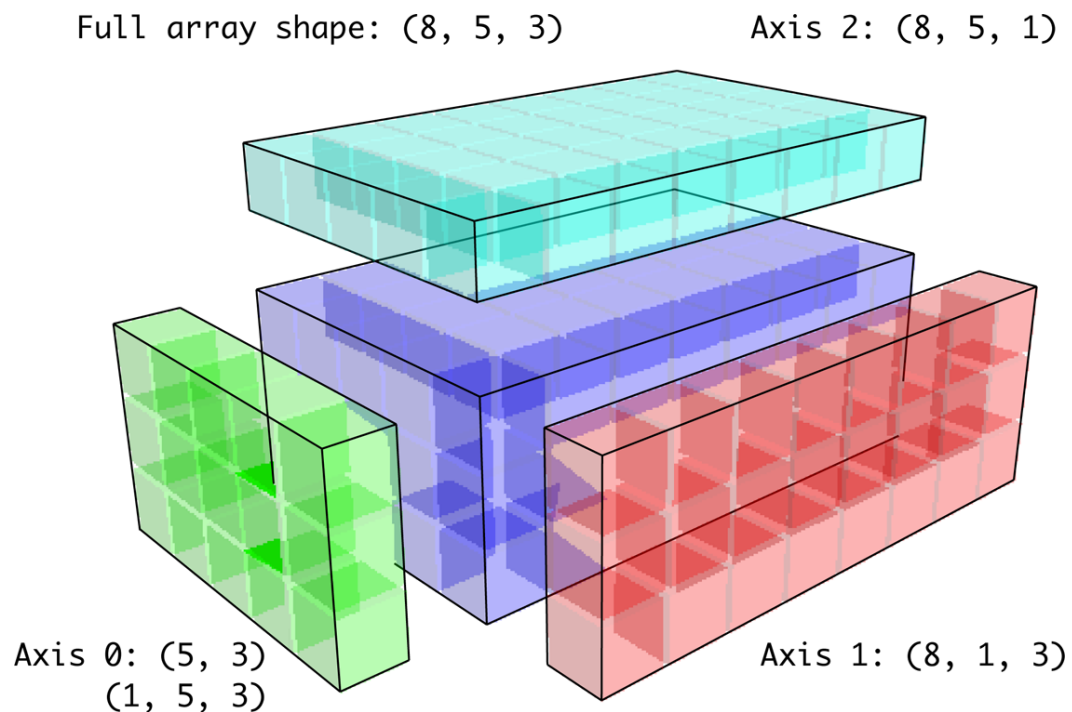 Full array shape: (8, 5, 3)
Axis 2: (8, 5, 1)
Axis 0: (5, 3)
(1, 5, 3)
Axis 1: (8, 1, 3)